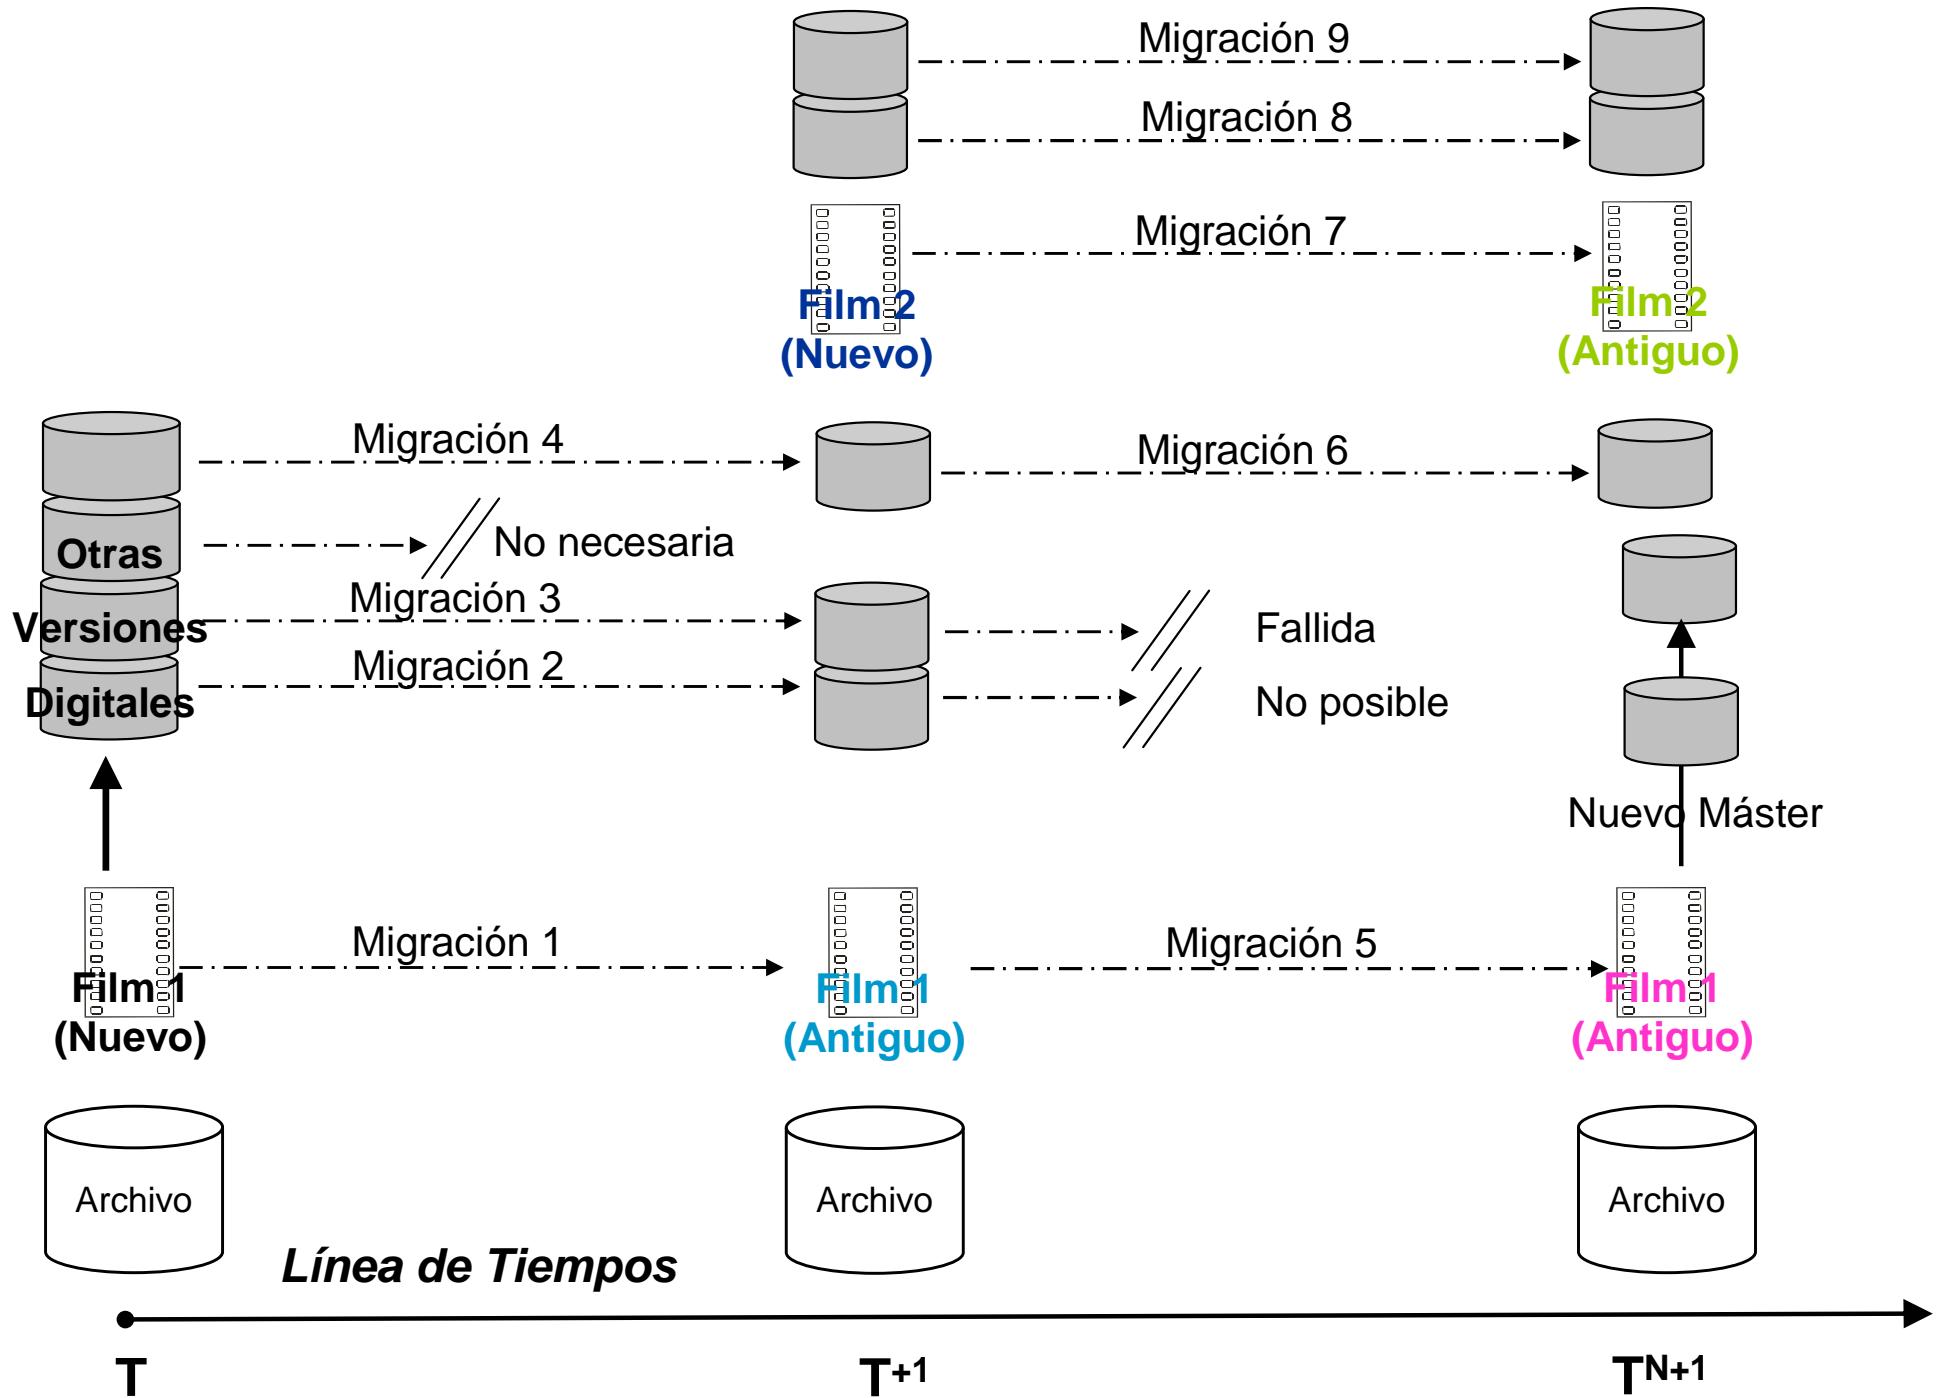 Migración 9
Migración 8
Migración 7
Film 2
(Nuevo)
Film 2
(Antiguo)
Migración 4
Migración 6
Otras
No necesaria
Versiones
Migración 3
Fallida
Digitales
Migración 2
No posible
Nuevo Máster
Migración 1
Migración 5
Film 1
(Nuevo)
Film 1
(Antiguo)
Film 1
(Antiguo)
Archivo
Archivo
Archivo
Línea de Tiempos
T
T+1
TN+1